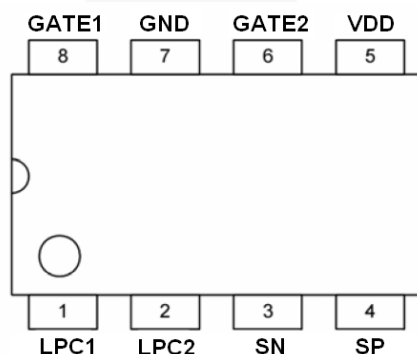 GATE1 GND GATE2 VDD
8 7 6 5
1 2 3 4
LPC1 LPC2 SN SP